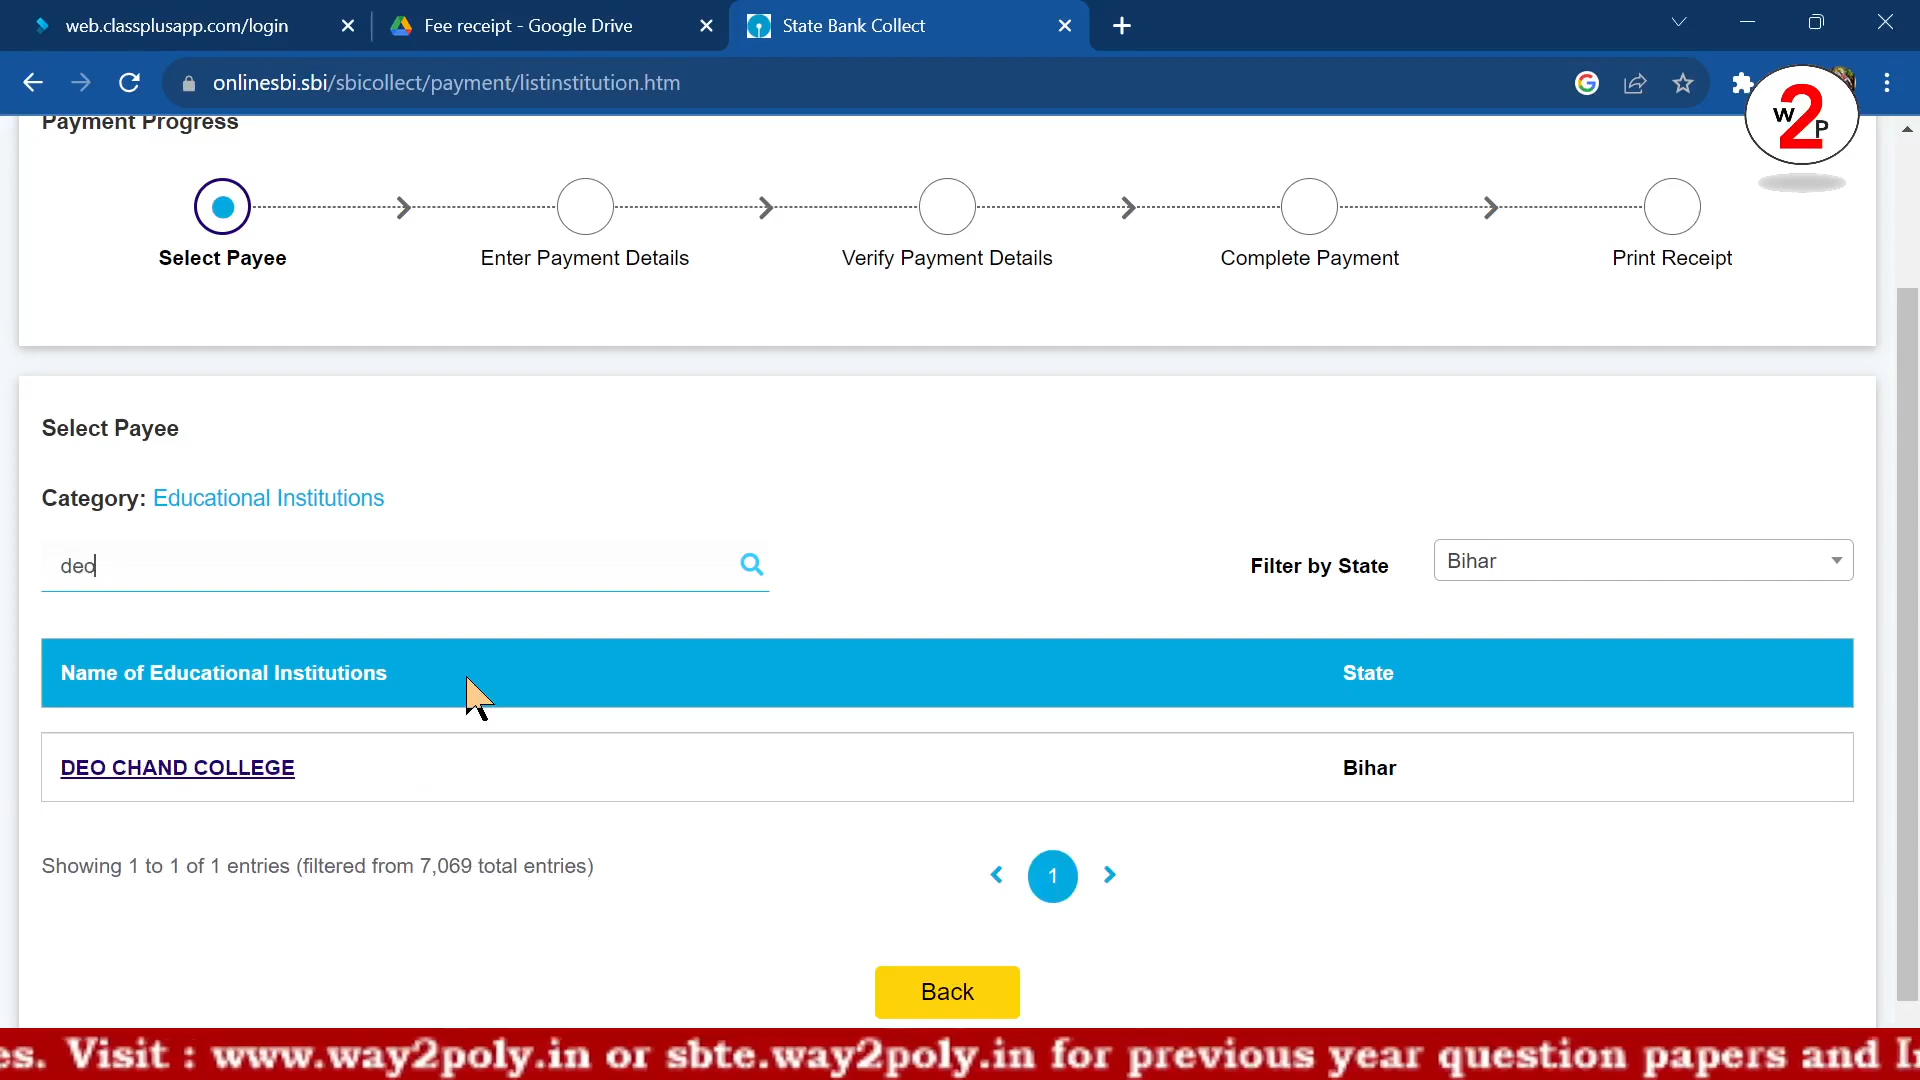 web.classplusapp.com/login
Fee receipt - Google Drive
State Bank Collect
onlinesbi.sbi/sbicollect/payment/listinstitution.htm
W2P
Payment Progress
Select Payee
Enter Payment Details
Verify Payment Details
Complete Payment
Print Receipt
Select Payee
Category: Educational Institutions
deo
Filter by State
Bihar
Name of Educational Institutions
State
DEO CHAND COLLEGE
Bihar
Showing 1 to 1 of 1 entries (filtered from 7,069 total entries)
1
Back
es. Visit : www.way2poly.in or sbte.way2poly.in for previous year question papers and I